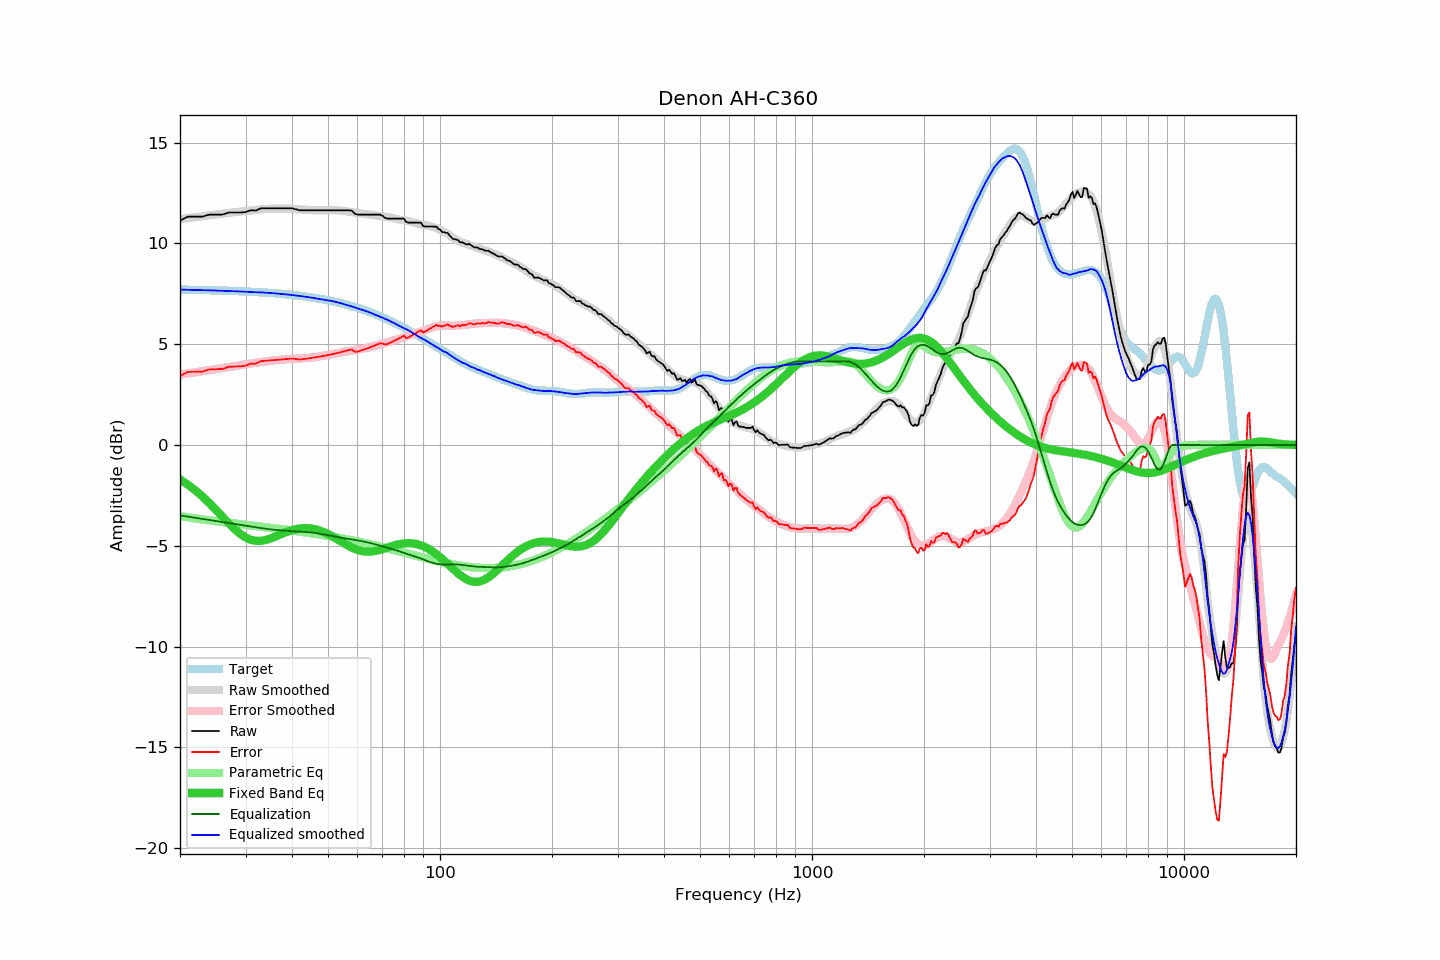 Denon AH-C360
15
10
5
0
−5
−10
−15
−20
Amplitude (dBr)
Target
Raw Smoothed
Error Smoothed
Raw
Error
Parametric Eq
Fixed Band Eq
Equalization
Equalized smoothed
100
1000
10000
Frequency (Hz)